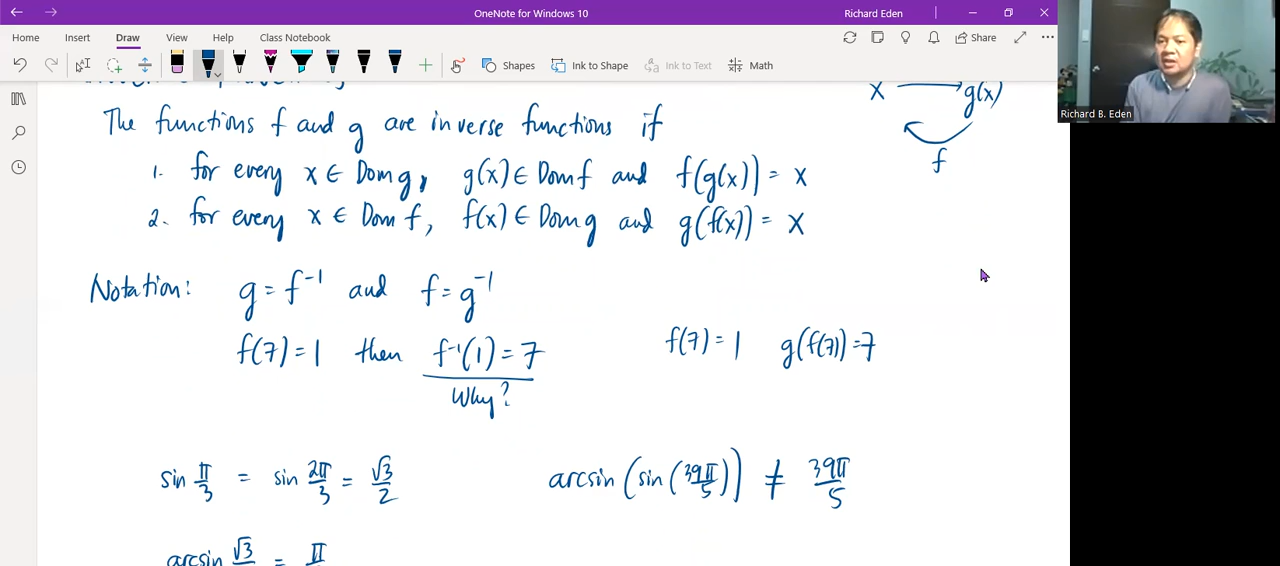 OneNote for Windows 10
Richard Eden
Home Insert Draw View Help Class Notebook
Share
Shapes Ink to Shape Ink to Text Math
Richard B. Eden
x → g(x)
f
The functions f and g are inverse functions if
1. for every x ∈ Dom g, g(x) ∈ Dom f and f(g(x)) = x
2. for every x ∈ Dom f, f(x) ∈ Dom g and g(f(x)) = x
Notation: g = f⁻¹ and f = g⁻¹
f(7) = 1 then f⁻¹(1) = 7 f(7) = 1 g(f(7)) = 7
Why?
sin π/3 = sin 2π/3 = √3/2 arcsin(sin(39π/5)) ≠ 39π/5
arcsin √3 = π